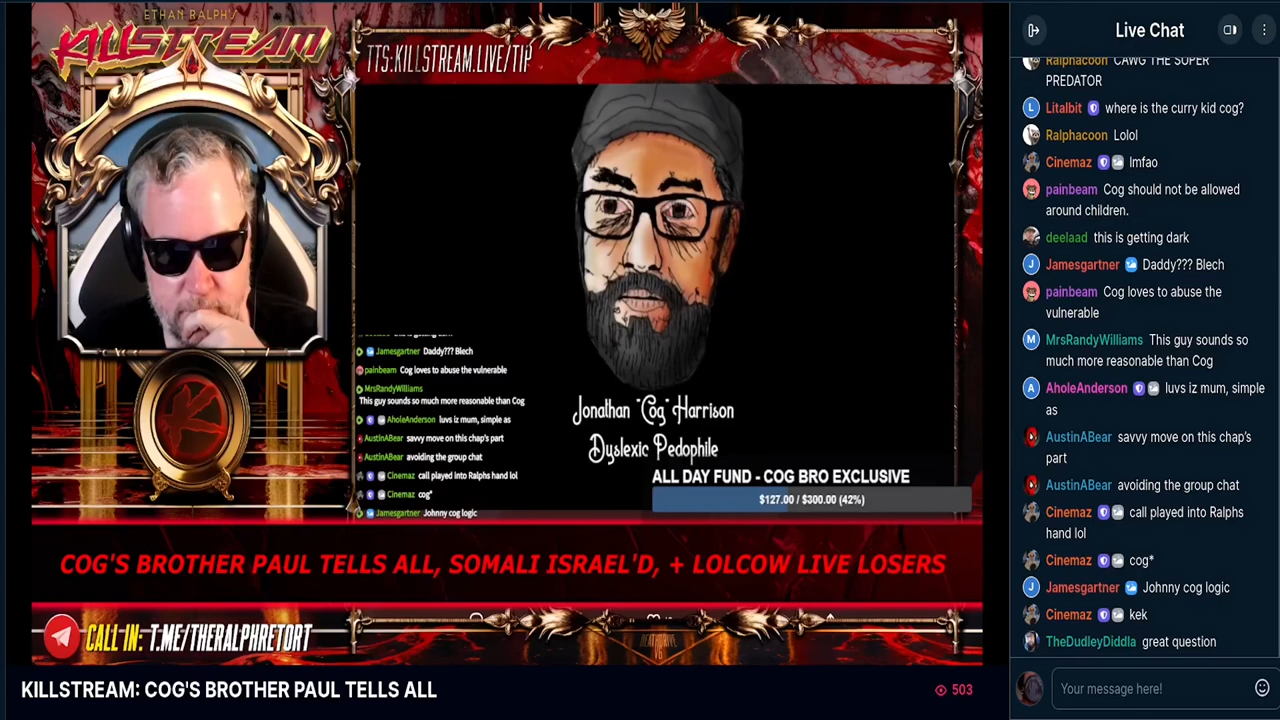 ETHAN RALPH'S
KILLSTREAM
TTS.KILLSTREAM.LIVE/TIP
Jamesgartner Daddy??? Blech
painbeam Cog loves to abuse the vulnerable
MrsRandyWilliams
This guy sounds so much more reasonable than Cog
AholeAnderson luvs iz mum, simple as
AustinABear savvy move on this chap's part
AustinABear avoiding the group chat
Cinemaz call played into Ralphs hand lol
Cinemaz cog*
Jamesgartner Johnny cog logic
Jonathan "Cog" Harrison
Dyslexic Pedophile
ALL DAY FUND - COG BRO EXCLUSIVE
$127.00 / $300.00 (42%)
COG'S BROTHER PAUL TELLS ALL, SOMALI ISRAEL'D, + LOLCOW LIVE LOSERS
CALL IN: T.ME/THERALPHRETORT
KILLSTREAM: COG'S BROTHER PAUL TELLS ALL
503
Live Chat
Ralphacoon CAWG THE SUPER
PREDATOR
L Litalbit where is the curry kid cog?
Ralphacoon Lolol
Cinemaz lmfao
painbeam Cog should not be allowed
around children.
deelaad this is getting dark
J Jamesgartner Daddy??? Blech
painbeam Cog loves to abuse the
vulnerable
M MrsRandyWilliams This guy sounds so
much more reasonable than Cog
A AholeAnderson luvs iz mum, simple
as
AustinABear savvy move on this chap's
part
AustinABear avoiding the group chat
Cinemaz call played into Ralphs
hand lol
Cinemaz cog*
J Jamesgartner Johnny cog logic
Cinemaz kek
TheDudleyDiddla great question
Your message here!